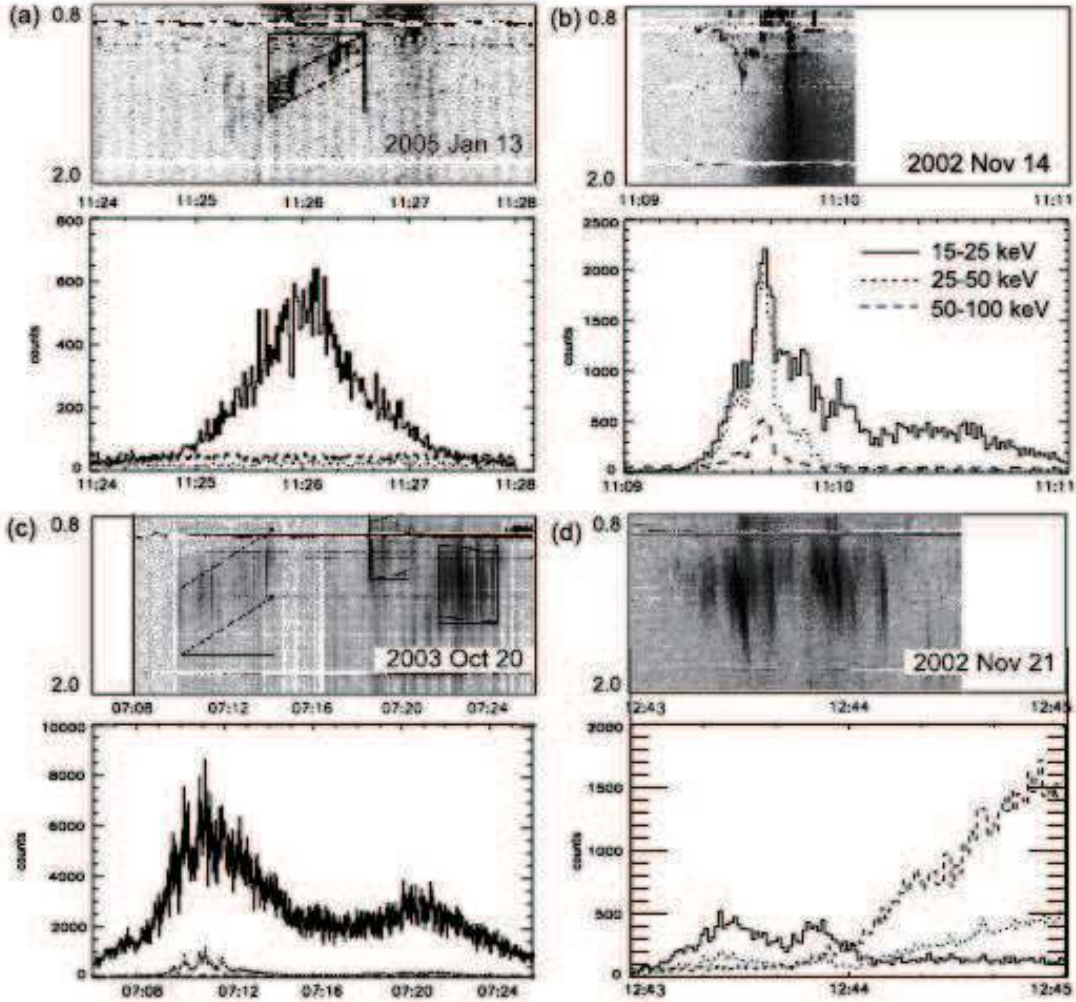 (a)
0.8
2.0
2005 Jan 13
11:24 11:25 11:26 11:27 11:28
counts
800
600
400
200
0
11:24 11:25 11:26 11:27 11:28
(b)
0.8
2.0
2002 Nov 14
11:09 11:10 11:11
counts
2500
2000
1500
1000
500
0
15-25 keV
25-50 keV
50-100 keV
11:09 11:10 11:11
(c)
0.8
2.0
2003 Oct 20
07:08 07:12 07:16 07:20 07:24
counts
10000
8000
6000
4000
2000
0
07:08 07:12 07:16 07:20 07:24
(d)
0.8
2.0
2002 Nov 21
12:43 12:44 12:45
counts
2000
1500
1000
500
0
12:43 12:44 12:45